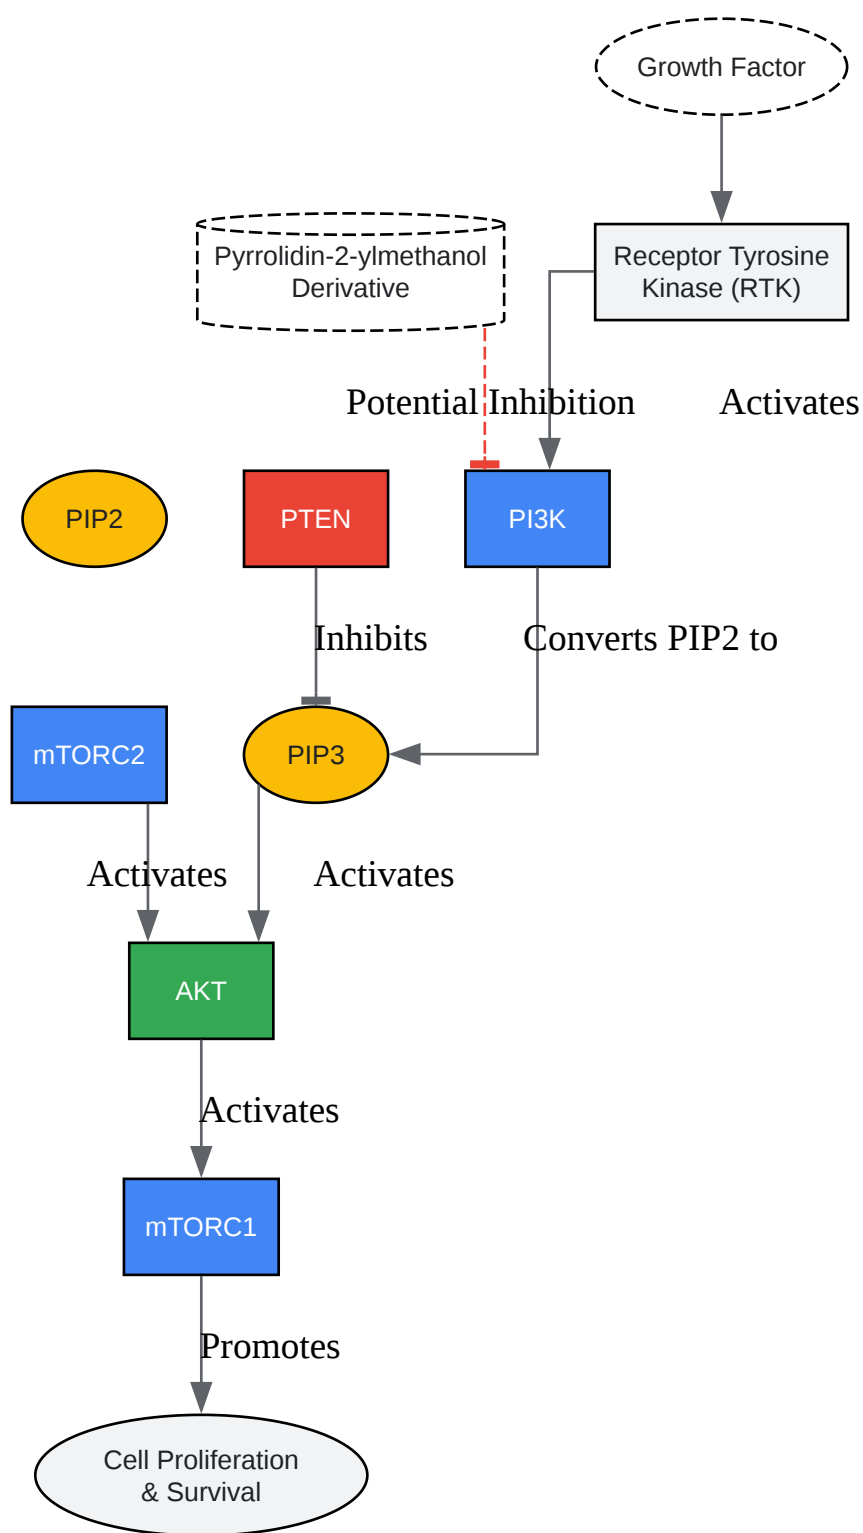 Growth Factor
Pyrrolidin-2-ylmethanol
Derivative
Receptor Tyrosine
Kinase (RTK)
Potential Inhibition
Activates
PIP2
PTEN
PI3K
Inhibits
Converts PIP2 to
mTORC2
PIP3
Activates
Activates
AKT
Activates
mTORC1
Promotes
Cell Proliferation
& Survival